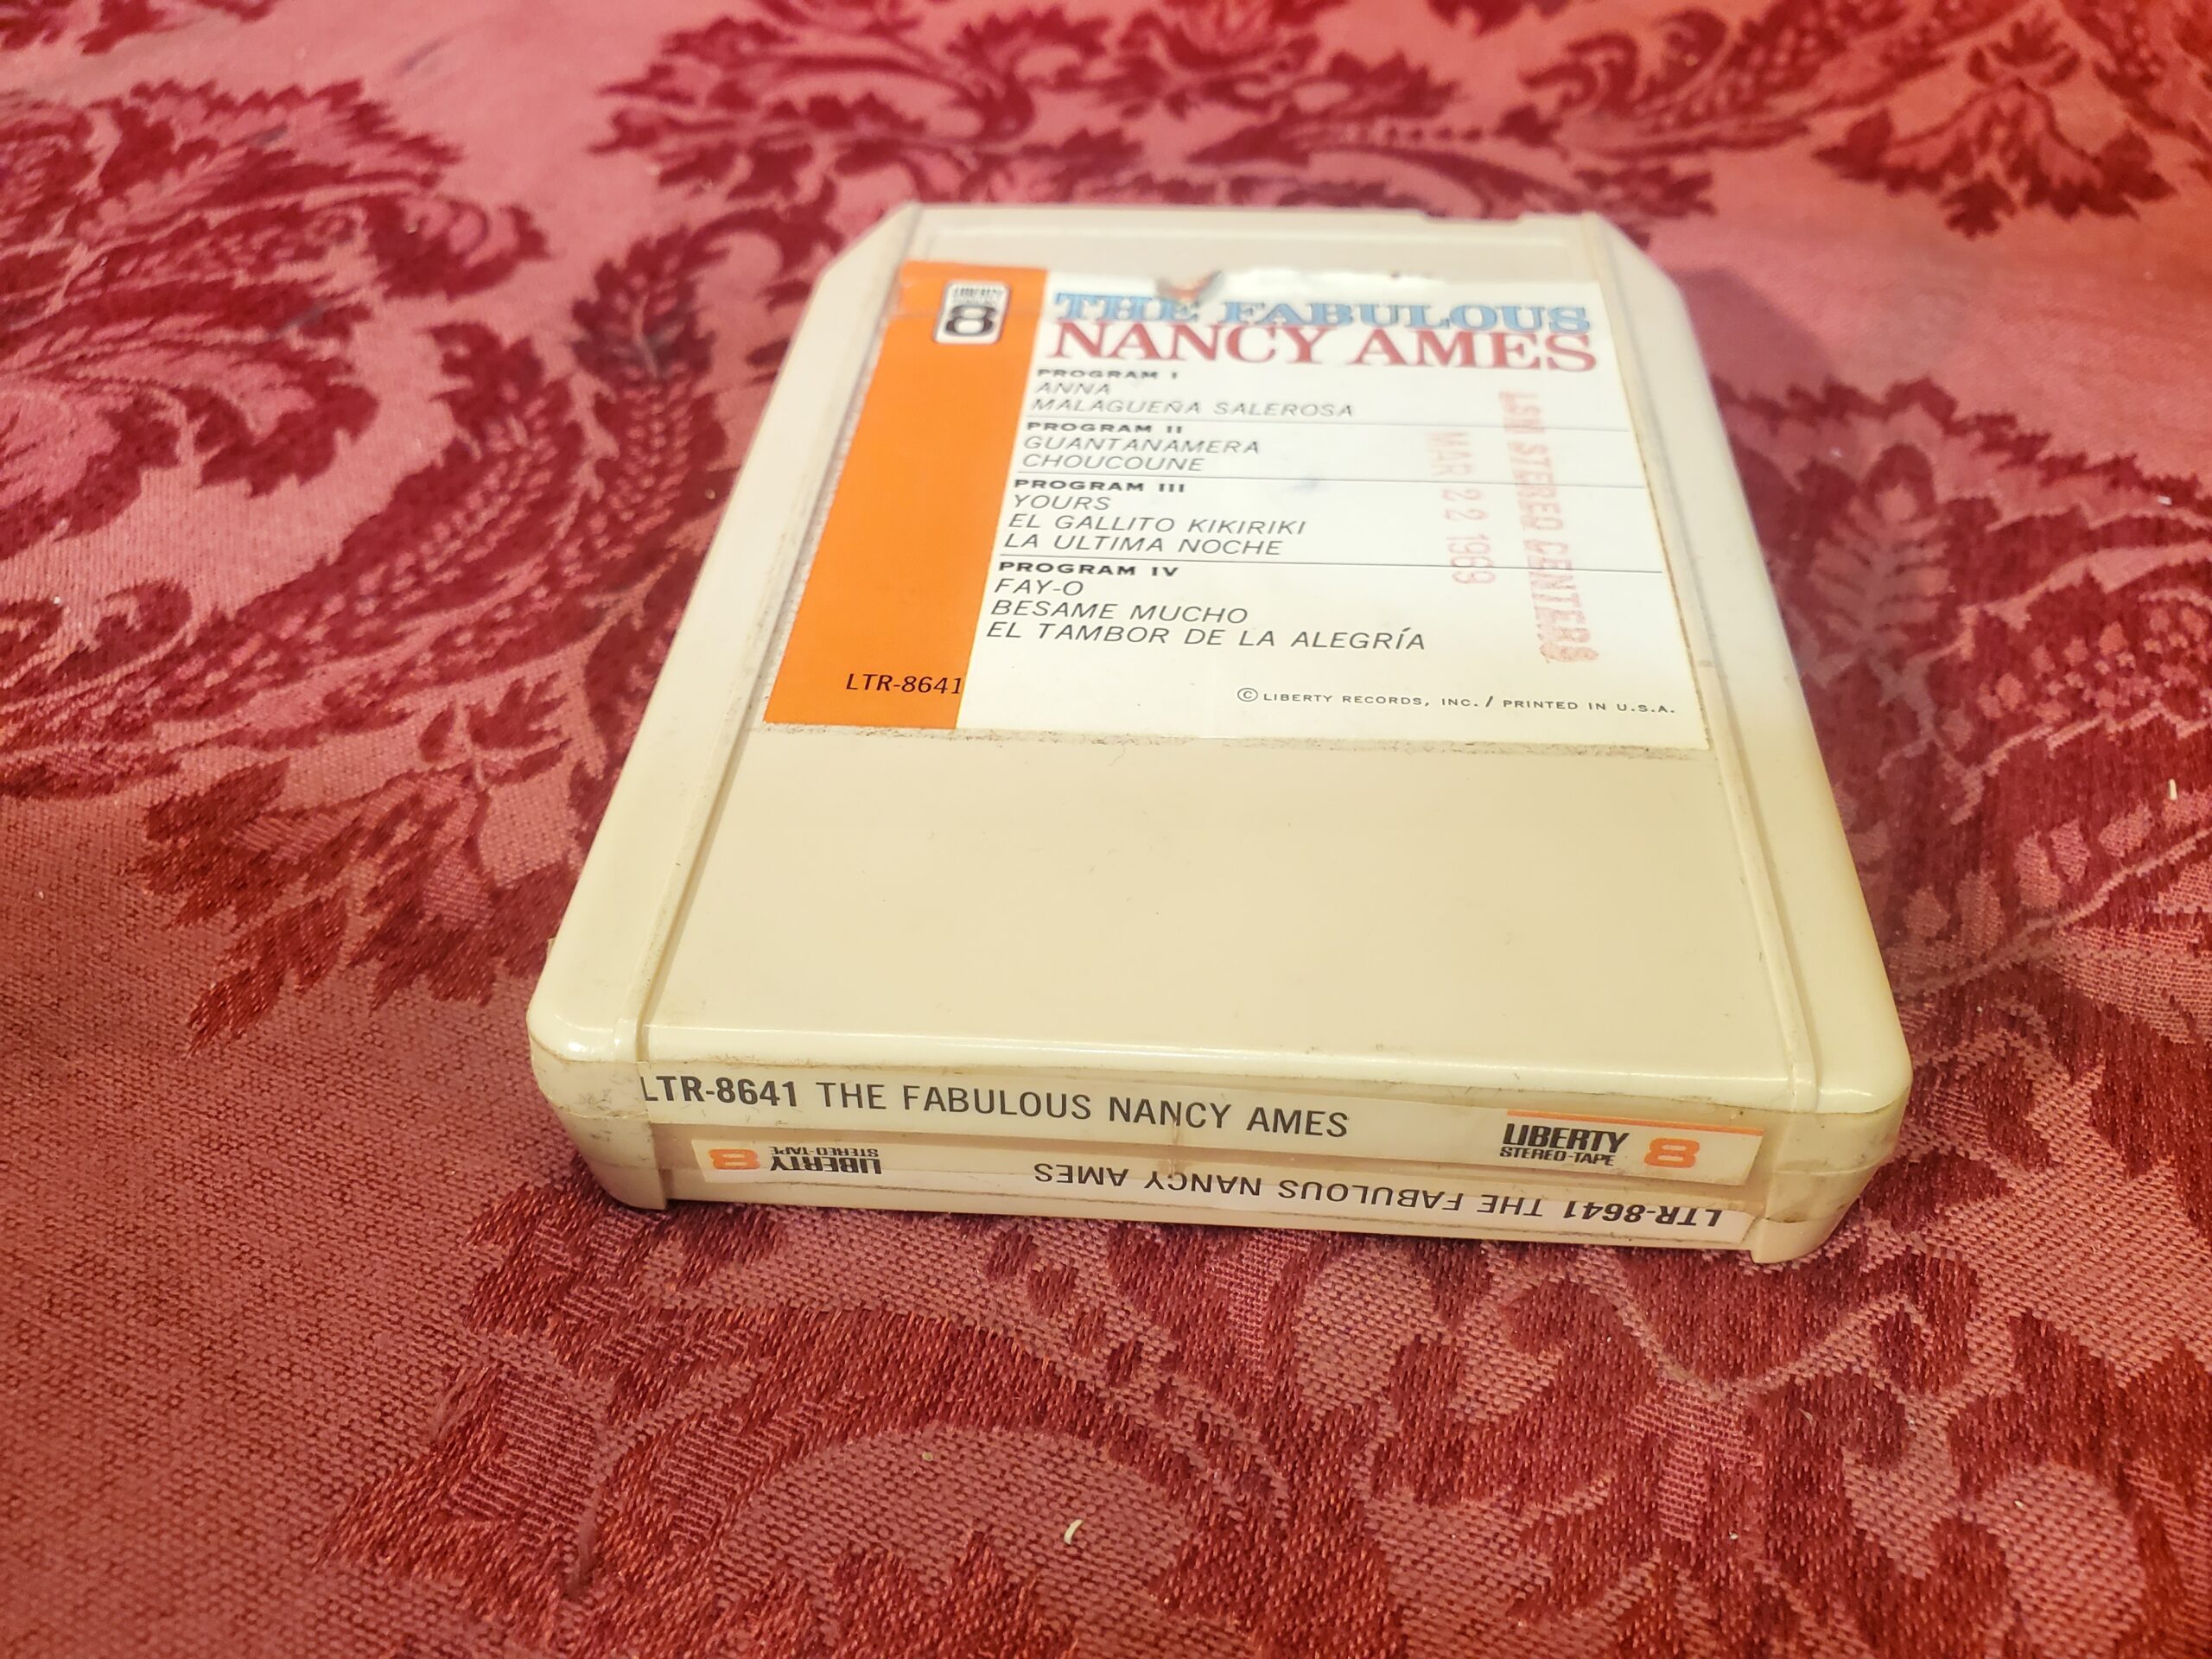 LIBERTY
8
THE FABULOUS
NANCY AMES
PROGRAM I
ANNA
MALAGUEÑA SALEROSA
PROGRAM II
GUANTANAMERA
CHOUCOUNE
PROGRAM III
YOURS
EL GALLITO KIKIRIKI
LA ULTIMA NOCHE
PROGRAM IV
FAY-O
BESAME MUCHO
EL TAMBOR DE LA ALEGRÍA
STEREO CENTERS
MAR 22 1969
LTR-8641
© LIBERTY RECORDS, INC. / PRINTED IN U.S.A.
LTR-8641 THE FABULOUS NANCY AMES
LIBERTY
STEREO-TAPE
8
LTR-8641 THE FABULOUS NANCY AMES
LIBERTY
STEREO-TAPE
8